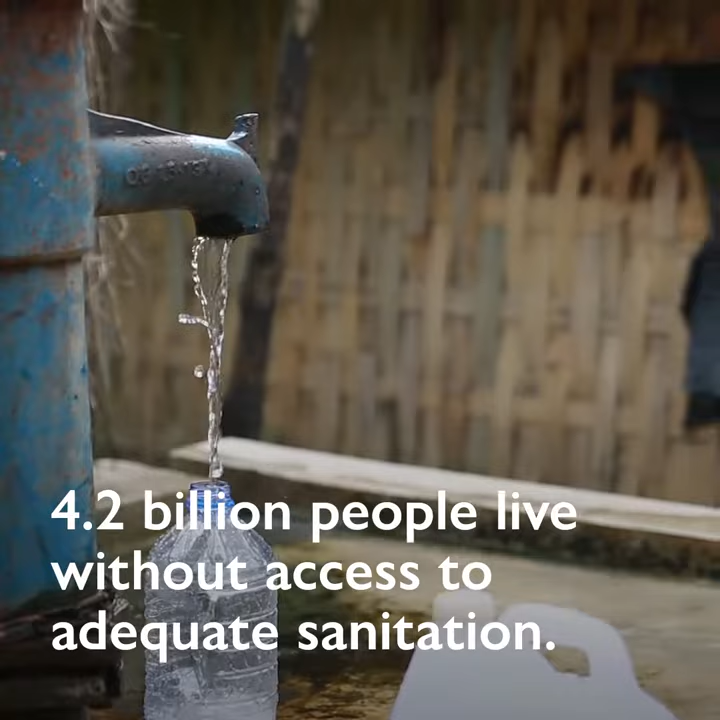 4.2 billion people live
without access to
adequate sanitation.